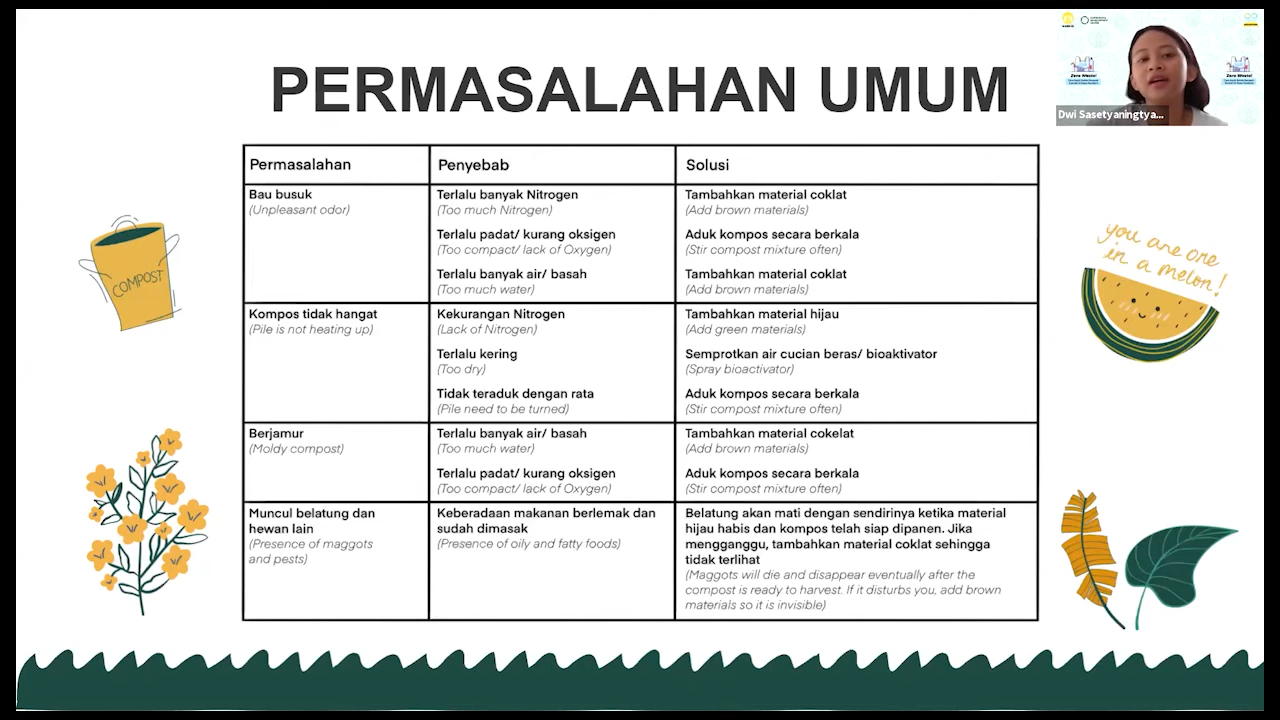 PERMASALAHAN UMUM
Zero Waste!
Zero Waste!
Dwi Sasetyaningtya...
Permasalahan Penyebab Solusi
Bau busuk
(Unpleasant odor)
Terlalu banyak Nitrogen
(Too much Nitrogen)
Terlalu padat/ kurang oksigen
(Too compact/ lack of Oxygen)
Terlalu banyak air/ basah
(Too much water)
Tambahkan material coklat
(Add brown materials)
Aduk kompos secara berkala
(Stir compost mixture often)
Tambahkan material coklat
(Add brown materials)
Kompos tidak hangat
(Pile is not heating up)
Kekurangan Nitrogen
(Lack of Nitrogen)
Terlalu kering
(Too dry)
Tidak teraduk dengan rata
(Pile need to be turned)
Tambahkan material hijau
(Add green materials)
Semprotkan air cucian beras/ bioaktivator
(Spray bioactivator)
Aduk kompos secara berkala
(Stir compost mixture often)
Berjamur
(Moldy compost)
Terlalu banyak air/ basah
(Too much water)
Terlalu padat/ kurang oksigen
(Too compact/ lack of Oxygen)
Tambahkan material cokelat
(Add brown materials)
Aduk kompos secara berkala
(Stir compost mixture often)
Muncul belatung dan
hewan lain
(Presence of maggots
and pests)
Keberadaan makanan berlemak dan
sudah dimasak
(Presence of oily and fatty foods)
Belatung akan mati dengan sendirinya ketika material
hijau habis dan kompos telah siap dipanen. Jika
mengganggu, tambahkan material coklat sehingga
tidak terlihat
(Maggots will die and disappear eventually after the
compost is ready to harvest. If it disturbs you, add brown
materials so it is invisible)
COMPOST
you are one
in a melon!